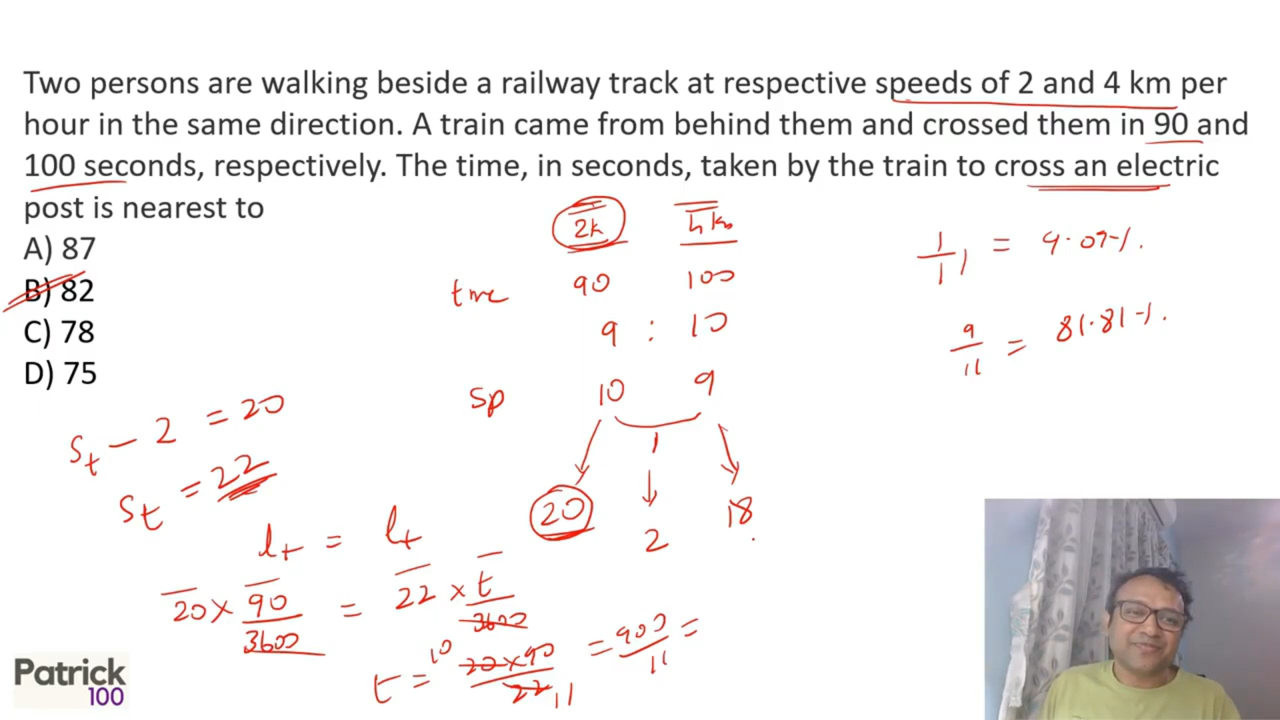 Two persons are walking beside a railway track at respective speeds of 2 and 4 km per
hour in the same direction. A train came from behind them and crossed them in 90 and
100 seconds, respectively. The time, in seconds, taken by the train to cross an electric
post is nearest to
A) 87
B) 82
C) 78
D) 75
2k
time 90 100
9 : 10
Sp 10 9
1
20 2 18
1/11 = 9.09%.
9/11 = 81.81%.
St - 2 = 20
St = 22
lt = lt
20 × 90/3600 = 22 × t/3600
t = 20×90/22 = 900/11 =
10
11
Patrick
100